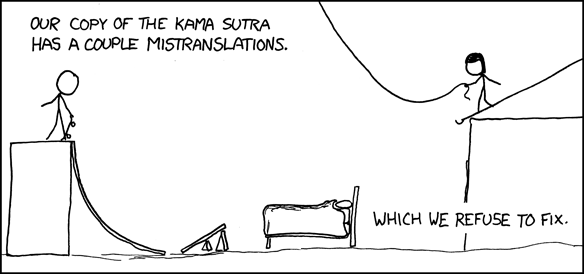 OUR COPY OF THE KAMA SUTRA
HAS A COUPLE MISTRANSLATIONS.
WHICH WE REFUSE TO FIX.